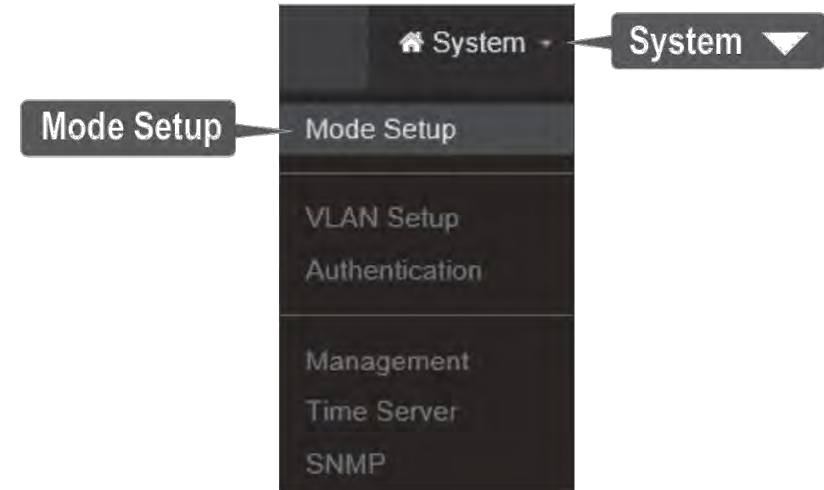 System
System
Mode Setup
Mode Setup
VLAN Setup
Authentication
Management
Time Server
SNMP